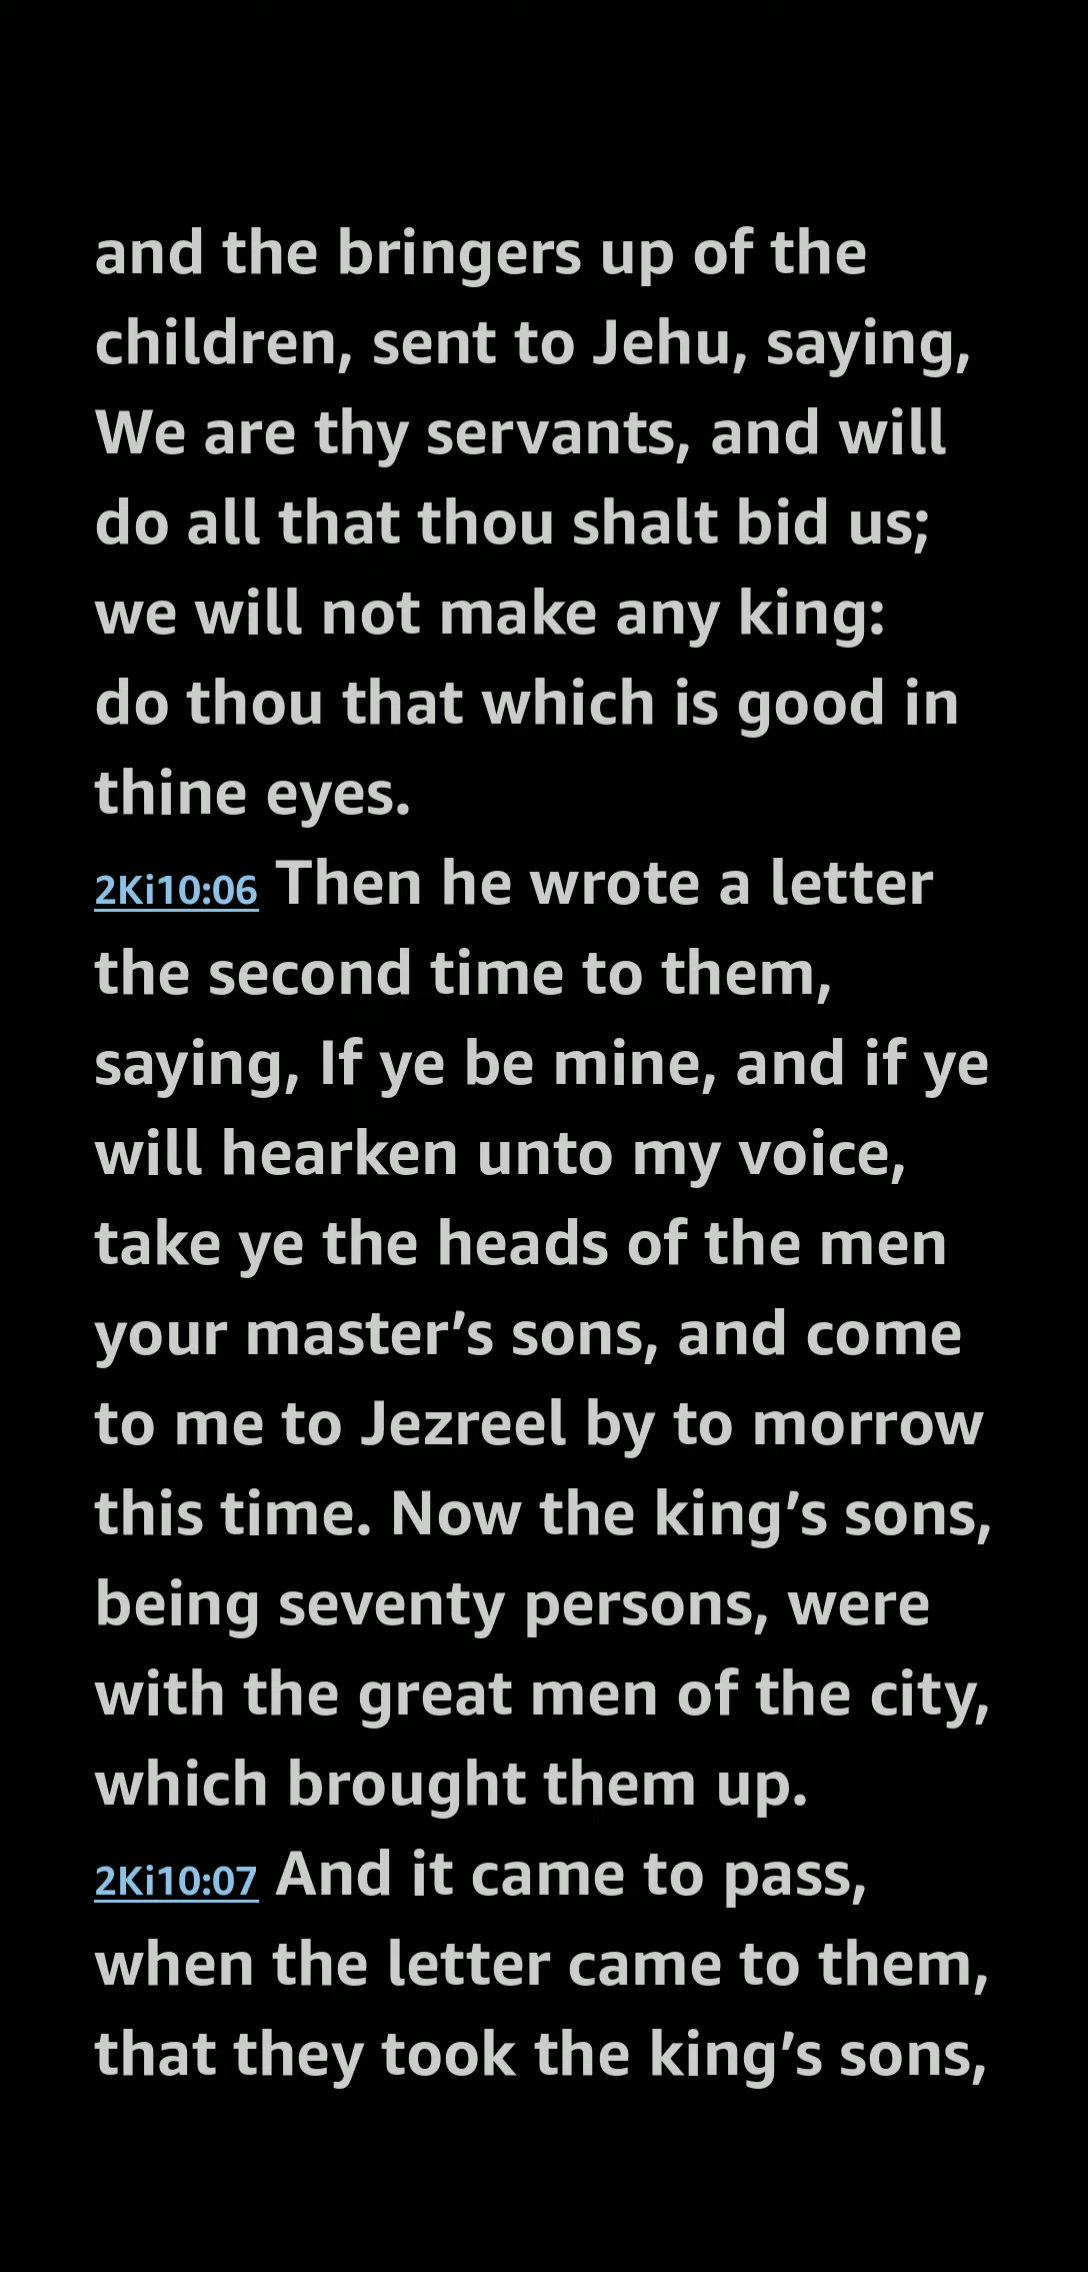 and the bringers up of the
children, sent to Jehu, saying,
We are thy servants, and will
do all that thou shalt bid us;
we will not make any king:
do thou that which is good in
thine eyes.
2Ki10:06 Then he wrote a letter
the second time to them,
saying, If ye be mine, and if ye
will hearken unto my voice,
take ye the heads of the men
your master’s sons, and come
to me to Jezreel by to morrow
this time. Now the king’s sons,
being seventy persons, were
with the great men of the city,
which brought them up.
2Ki10:07 And it came to pass,
when the letter came to them,
that they took the king’s sons,